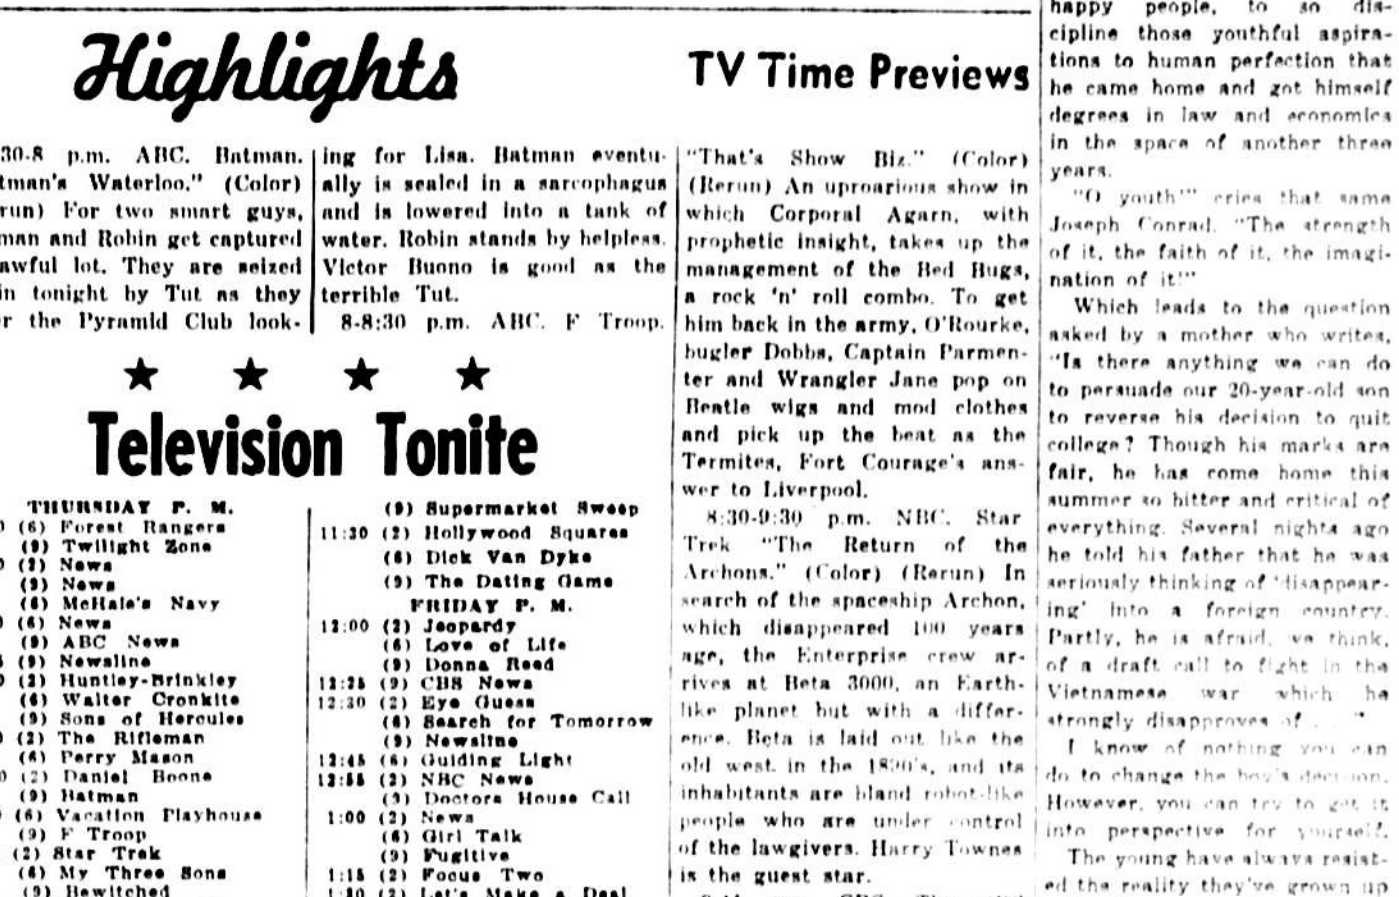 Highlights
TV Time Previews
30-8 p.m. ABC. Batman.
tman's Waterloo." (Color)
run) For two smart guys,
man and Robin get captured
awful lot. They are seized
in tonight by Tut as they
r the Pyramid Club look-
ing for Lisa. Batman eventu-
ally is sealed in a sarcophagus
and is lowered into a tank of
water. Robin stands by helpless.
Victor Buono is good as the
terrible Tut.
8-8:30 p.m. ABC. F Troop.
"That's Show Biz." (Color)
(Rerun) An uproarious show in
which Corporal Agarn, with
prophetic insight, takes up the
management of the Bed Bugs,
a rock 'n' roll combo. To get
him back in the army, O'Rourke,
bugler Dobbs, Captain Parmen-
ter and Wrangler Jane pop on
Beatle wigs and mod clothes
and pick up the beat as the
Termites, Fort Courage's ans-
wer to Liverpool.
8:30-9:30 p.m. NBC. Star
Trek "The Return of the
Archons." (Color) (Rerun) In
search of the spaceship Archon,
which disappeared 100 years
age, the Enterprise crew ar-
rives at Beta 3000, an Earth-
like planet but with a differ-
ence. Beta is laid out like the
old west in the 1820's, and its
inhabitants are bland robot-like
people who are under control
of the lawgivers. Harry Townes
is the guest star.
Television Tonite
THURSDAY P. M.
(6) Forest Rangers
(9) Twilight Zone
(2) News
(9) News
(6) McHale's Navy
(6) News
(9) ABC News
(9) Newsline
(2) Huntley-Brinkley
(6) Walter Cronkite
(9) Sons of Hercules
(2) The Rifleman
(6) Perry Mason
(2) Daniel Boone
(9) Batman
(6) Vacation Playhouse
(9) F Troop
(2) Star Trek
(6) My Three Sons
(9) Bewitched
(9) Supermarket Sweep
11:30 (2) Hollywood Squares
(6) Dick Van Dyke
(9) The Dating Game
FRIDAY P. M.
12:00 (2) Jeopardy
(6) Love of Life
(9) Donna Reed
12:25 (9) CBS News
12:30 (2) Eye Guess
(6) Search for Tomorrow
(9) Newsline
12:45 (6) Guiding Light
12:55 (2) NBC News
(9) Doctors House Call
1:00 (2) News
(6) Girl Talk
(9) Fugitive
1:15 (2) Focus Two
1:30 (2) Let's Make a Deal
happy people, to so dis-
cipline those youthful aspira-
tions to human perfection that
he came home and got himself
degrees in law and economics
in the space of another three
years.
"O youth!" cries that same
Joseph Conrad. "The strength
of it, the faith of it, the imagi-
nation of it!"
Which leads to the question
asked by a mother who writes,
"Is there anything we can do
to persuade our 20-year-old son
to reverse his decision to quit
college? Though his marks are
fair, he has come home this
summer so bitter and critical of
everything. Several nights ago
he told his father that he was
seriously thinking of 'disappear-
ing' into a foreign country.
Partly, he is afraid, we think,
of a draft call to fight in the
Vietnamese war which he
strongly disapproves of . . . "
I know of nothing you can
do to change the boy's decision.
However, you can try to get it
into perspective for yourself.
The young have always resist-
ed the reality they've grown up